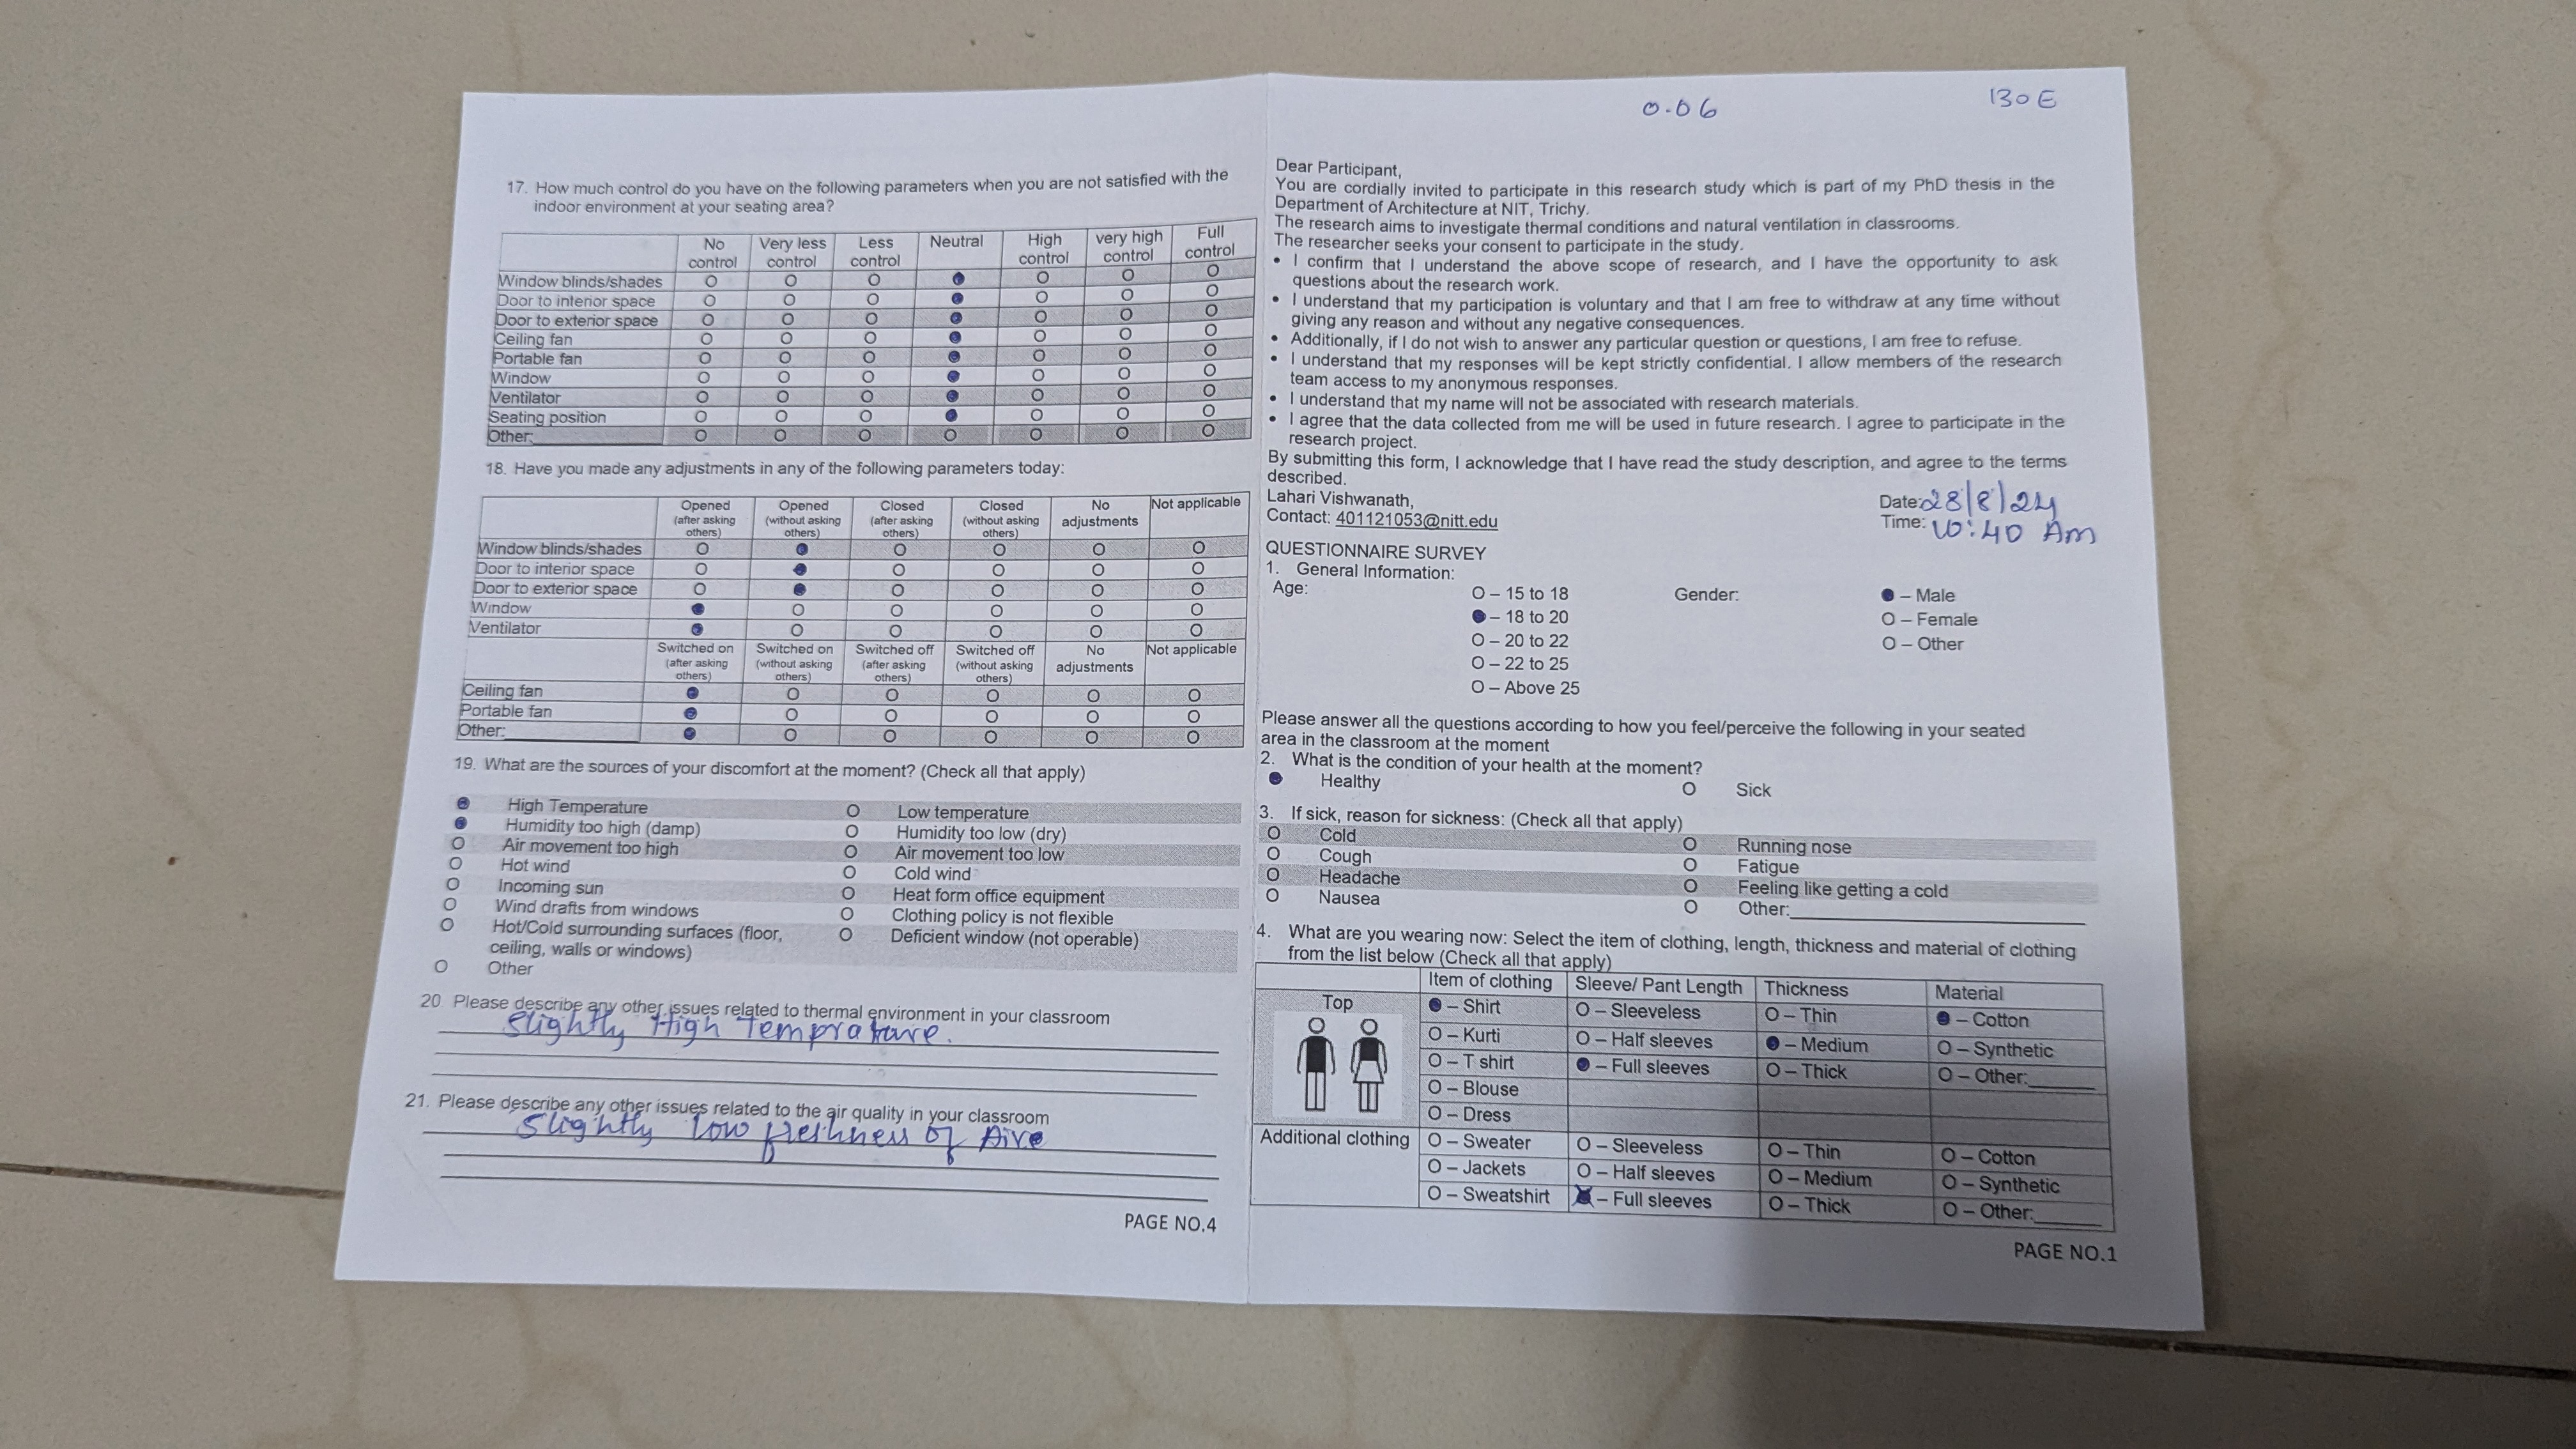 17. How much control do you have on the following parameters when you are not satisfied with the
indoor environment at your seating area?
No control Very less control Less control Neutral High control very high control Full control
Window blinds/shades O O O ● O O O
Door to interior space O O O ● O O O
Door to exterior space O O O ● O O O
Ceiling fan O O O ● O O O
Portable fan O O O ● O O O
Window O O O ● O O O
Ventilator O O O ● O O O
Seating position O O O ● O O O
Other: O O O O O O O
18. Have you made any adjustments in any of the following parameters today:
Opened (after asking others) Opened (without asking others) Closed (after asking others) Closed (without asking others) No adjustments Not applicable
Window blinds/shades O ● O O O O
Door to interior space O ● O O O O
Door to exterior space O ● O O O O
Window ● O O O O O
Ventilator ● O O O O O
Switched on (after asking others) Switched on (without asking others) Switched off (after asking others) Switched off (without asking others) No adjustments Not applicable
Ceiling fan ● O O O O O
Portable fan ● O O O O O
Other: ● O O O O O
19. What are the sources of your discomfort at the moment? (Check all that apply)
● High Temperature O Low temperature
● Humidity too high (damp) O Humidity too low (dry)
O Air movement too high O Air movement too low
O Hot wind O Cold wind
O Incoming sun O Heat form office equipment
O Wind drafts from windows O Clothing policy is not flexible
O Hot/Cold surrounding surfaces (floor, O Deficient window (not operable)
ceiling, walls or windows)
O Other
20 Please describe any other issues related to thermal environment in your classroom
Slightly High Temprature.
21. Please describe any other issues related to the air quality in your classroom
Slightly low freshness of Aire
PAGE NO.4
0.06 130 E
Dear Participant,
You are cordially invited to participate in this research study which is part of my PhD thesis in the
Department of Architecture at NIT, Trichy.
The research aims to investigate thermal conditions and natural ventilation in classrooms.
The researcher seeks your consent to participate in the study.
• I confirm that I understand the above scope of research, and I have the opportunity to ask
questions about the research work.
• I understand that my participation is voluntary and that I am free to withdraw at any time without
giving any reason and without any negative consequences.
• Additionally, if I do not wish to answer any particular question or questions, I am free to refuse.
• I understand that my responses will be kept strictly confidential. I allow members of the research
team access to my anonymous responses.
• I understand that my name will not be associated with research materials.
• I agree that the data collected from me will be used in future research. I agree to participate in the
research project.
By submitting this form, I acknowledge that I have read the study description, and agree to the terms
described.
Lahari Vishwanath, Date: 28/8/24
Contact: 401121053@nitt.edu Time: 10:40 Am
QUESTIONNAIRE SURVEY
1. General Information:
Age: O – 15 to 18 Gender: ● – Male
● – 18 to 20 O – Female
O – 20 to 22 O – Other
O – 22 to 25
O – Above 25
Please answer all the questions according to how you feel/perceive the following in your seated
area in the classroom at the moment
2. What is the condition of your health at the moment?
● Healthy O Sick
3. If sick, reason for sickness: (Check all that apply)
O Cold O Running nose
O Cough O Fatigue
O Headache O Feeling like getting a cold
O Nausea O Other:
4. What are you wearing now: Select the item of clothing, length, thickness and material of clothing
from the list below (Check all that apply)
Item of clothing Sleeve/ Pant Length Thickness Material
Top ● – Shirt O – Sleeveless O – Thin ● – Cotton
O – Kurti O – Half sleeves ● – Medium O – Synthetic
O – T shirt ● – Full sleeves O – Thick O – Other:
O – Blouse
O – Dress
Additional clothing O – Sweater O – Sleeveless O – Thin O – Cotton
O – Jackets O – Half sleeves O – Medium O – Synthetic
O – Sweatshirt – Full sleeves O – Thick O – Other:
PAGE NO.1